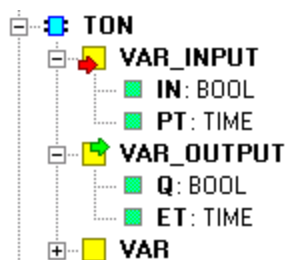 TON
VAR_INPUT
IN: BOOL
PT: TIME
VAR_OUTPUT
Q: BOOL
ET: TIME
VAR